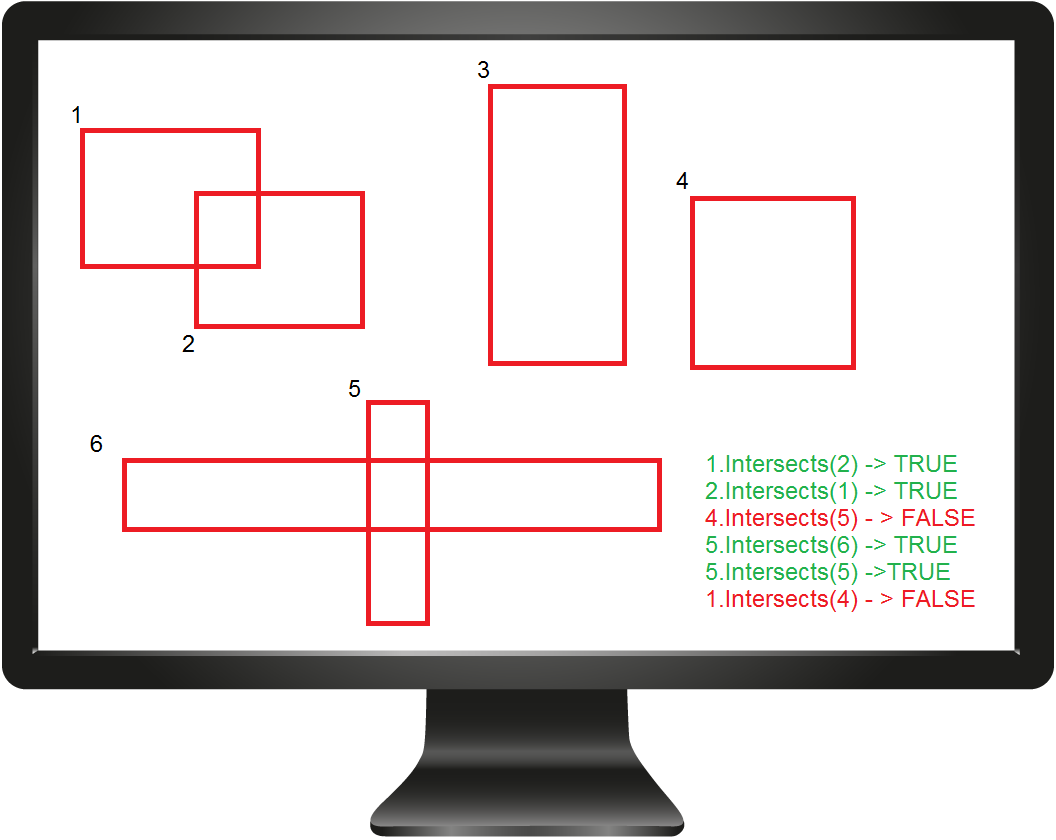 3
1
4
2
5
6
1.Intersects(2) -> TRUE
2.Intersects(1) -> TRUE
4.Intersects(5) - > FALSE
5.Intersects(6) -> TRUE
5.Intersects(5) ->TRUE
1.Intersects(4) - > FALSE